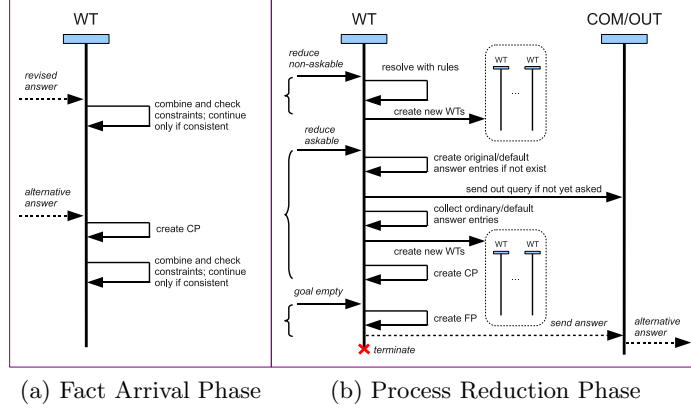 WT
revised
answer
combine and check
constraints; continue
only if consistent
alternative
answer
create CP
combine and check
constraints; continue
only if consistent
(a) Fact Arrival Phase
WT
COM/OUT
reduce
non-askable
resolve with rules
WT
WT
...
create new WTs
reduce
askable
create original/default
answer entries if not exist
send out query if not yet asked
collect ordinary/default
answer entries
create new WTs
WT
WT
...
create CP
goal empty
create FP
send answer
alternative
answer
terminate
(b) Process Reduction Phase